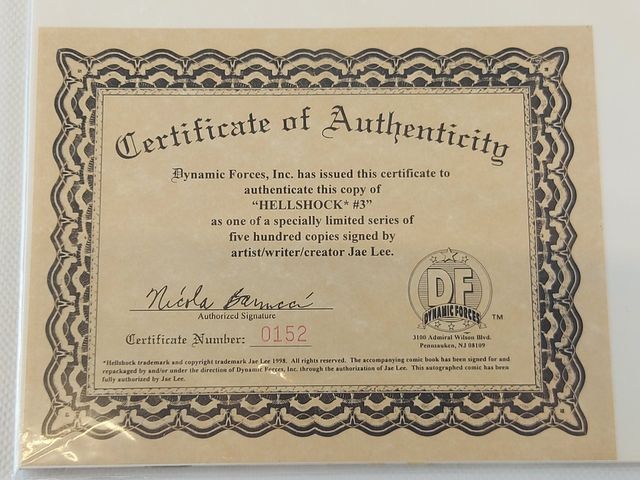 Certificate of Authenticity
Dynamic Forces, Inc. has issued this certificate to
authenticate this copy of
“HELLSHOCK* #3”
as one of a specially limited series of
five hundred copies signed by
artist/writer/creator Jae Lee.
Authorized Signature
Certificate Number: 0152
DF
DYNAMIC FORCES
TM
3100 Admiral Wilson Blvd.
Pennsauken, NJ 08109
*Hellshock trademark and copyright trademark Jae Lee 1998. All rights reserved. The accompanying comic book has been signed for and
repackaged by and/or under the direction of Dynamic Forces, Inc. through the authorization of Jae Lee. This autographed comic has been
fully authorized by Jae Lee.